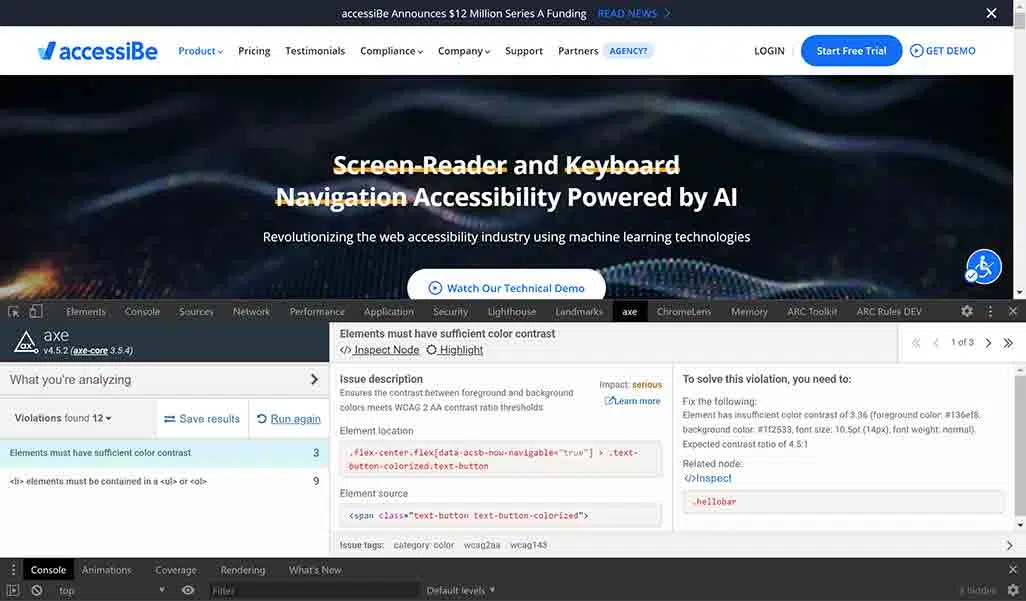 accessiBe Announces $12 Million Series A Funding READ NEWS
accessiBe Product Pricing Testimonials Compliance Company Support Partners AGENCY? LOGIN Start Free Trial GET DEMO
Screen-Reader and Keyboard
Navigation Accessibility Powered by AI
Revolutionizing the web accessibility industry using machine learning technologies
Watch Our Technical Demo
Elements Console Sources Network Performance Application Security Lighthouse Landmarks axe ChromeLens Memory ARC Toolkit ARC Rules DEV
axe
v4.5.2 (axe-core 3.5.4)
What you're analyzing
Violations found 12 Save results Run again
Elements must have sufficient color contrast 3
<li> elements must be contained in a <ul> or <ol> 9
Elements must have sufficient color contrast
</> Inspect Node Highlight
1 of 3
Issue description
Impact: serious
Ensures the contrast between foreground and background
colors meets WCAG 2 AA contrast ratio thresholds
Learn more
Element location
.flex-center.flex[data-acsb-now-navigable="true"] > .text-
button-colorized.text-button
Element source
<span class="text-button text-button-colorized">
To solve this violation, you need to:
Fix the following:
Element has insufficient color contrast of 3.36 (foreground color: #136ef8,
background color: #1f2533, font size: 10.5pt (14px), font weight: normal).
Expected contrast ratio of 4.5:1
Related node:
</>Inspect
.hellobar
Issue tags: category: color wcag2aa wcag143
Console Animations Coverage Rendering What's New
top Filter Default levels hidden